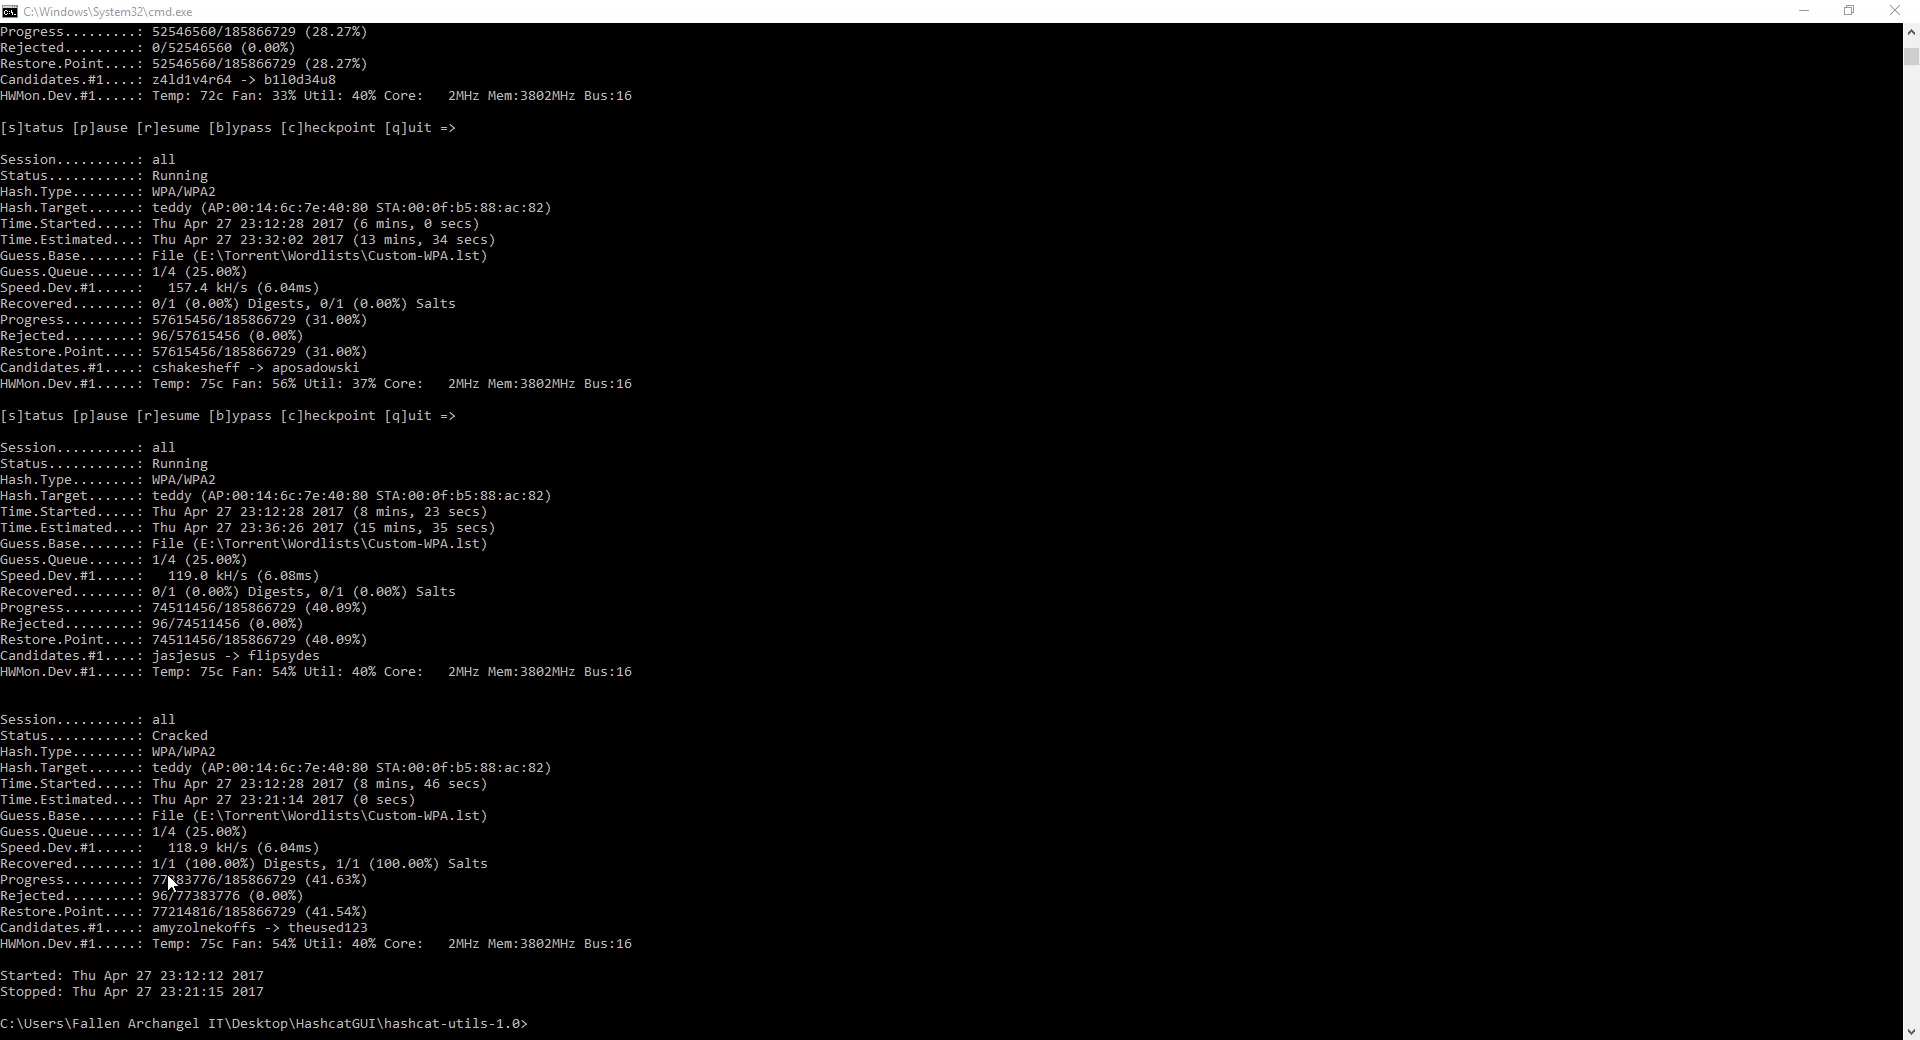 C:\Windows\System32\cmd.exe
Progress.........: 52546560/185866729 (28.27%)
Rejected.........: 0/52546560 (0.00%)
Restore.Point....: 52546560/185866729 (28.27%)
Candidates.#1....: z4ld1v4r64 -> b1l0d34u8
HWMon.Dev.#1.....: Temp: 72c Fan: 33% Util: 40% Core:   2MHz Mem:3802MHz Bus:16
[s]tatus [p]ause [r]esume [b]ypass [c]heckpoint [q]uit =>
Session..........: all
Status...........: Running
Hash.Type........: WPA/WPA2
Hash.Target......: teddy (AP:00:14:6c:7e:40:80 STA:00:0f:b5:88:ac:82)
Time.Started.....: Thu Apr 27 23:12:28 2017 (6 mins, 0 secs)
Time.Estimated...: Thu Apr 27 23:32:02 2017 (13 mins, 34 secs)
Guess.Base.......: File (E:\Torrent\Wordlists\Custom-WPA.lst)
Guess.Queue......: 1/4 (25.00%)
Speed.Dev.#1.....:   157.4 kH/s (6.04ms)
Recovered........: 0/1 (0.00%) Digests, 0/1 (0.00%) Salts
Progress.........: 57615456/185866729 (31.00%)
Rejected.........: 96/57615456 (0.00%)
Restore.Point....: 57615456/185866729 (31.00%)
Candidates.#1....: cshakesheff -> aposadowski
HWMon.Dev.#1.....: Temp: 75c Fan: 56% Util: 37% Core:   2MHz Mem:3802MHz Bus:16
[s]tatus [p]ause [r]esume [b]ypass [c]heckpoint [q]uit =>
Session..........: all
Status...........: Running
Hash.Type........: WPA/WPA2
Hash.Target......: teddy (AP:00:14:6c:7e:40:80 STA:00:0f:b5:88:ac:82)
Time.Started.....: Thu Apr 27 23:12:28 2017 (8 mins, 23 secs)
Time.Estimated...: Thu Apr 27 23:36:26 2017 (15 mins, 35 secs)
Guess.Base.......: File (E:\Torrent\Wordlists\Custom-WPA.lst)
Guess.Queue......: 1/4 (25.00%)
Speed.Dev.#1.....:   119.0 kH/s (6.08ms)
Recovered........: 0/1 (0.00%) Digests, 0/1 (0.00%) Salts
Progress.........: 74511456/185866729 (40.09%)
Rejected.........: 96/74511456 (0.00%)
Restore.Point....: 74511456/185866729 (40.09%)
Candidates.#1....: jasjesus -> flipsydes
HWMon.Dev.#1.....: Temp: 75c Fan: 54% Util: 40% Core:   2MHz Mem:3802MHz Bus:16
Session..........: all
Status...........: Cracked
Hash.Type........: WPA/WPA2
Hash.Target......: teddy (AP:00:14:6c:7e:40:80 STA:00:0f:b5:88:ac:82)
Time.Started.....: Thu Apr 27 23:12:28 2017 (8 mins, 46 secs)
Time.Estimated...: Thu Apr 27 23:21:14 2017 (0 secs)
Guess.Base.......: File (E:\Torrent\Wordlists\Custom-WPA.lst)
Guess.Queue......: 1/4 (25.00%)
Speed.Dev.#1.....:   118.9 kH/s (6.04ms)
Recovered........: 1/1 (100.00%) Digests, 1/1 (100.00%) Salts
Progress.........: 77383776/185866729 (41.63%)
Rejected.........: 96/77383776 (0.00%)
Restore.Point....: 77214816/185866729 (41.54%)
Candidates.#1....: amyzolnekoffs -> theused123
HWMon.Dev.#1.....: Temp: 75c Fan: 54% Util: 40% Core:   2MHz Mem:3802MHz Bus:16
Started: Thu Apr 27 23:12:12 2017
Stopped: Thu Apr 27 23:21:15 2017
C:\Users\Fallen Archangel IT\Desktop\HashcatGUI\hashcat-utils-1.0>